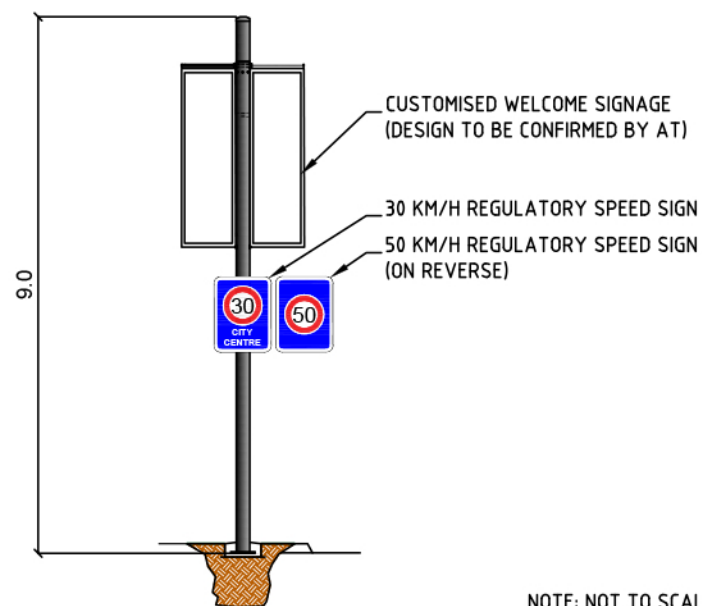 CUSTOMISED WELCOME SIGNAGE
(DESIGN TO BE CONFIRMED BY AT)
30 KM/H REGULATORY SPEED SIGN
50 KM/H REGULATORY SPEED SIGN
(ON REVERSE)
9.0
30
CITY
CENTRE
50
NOTE: NOT TO SCAL